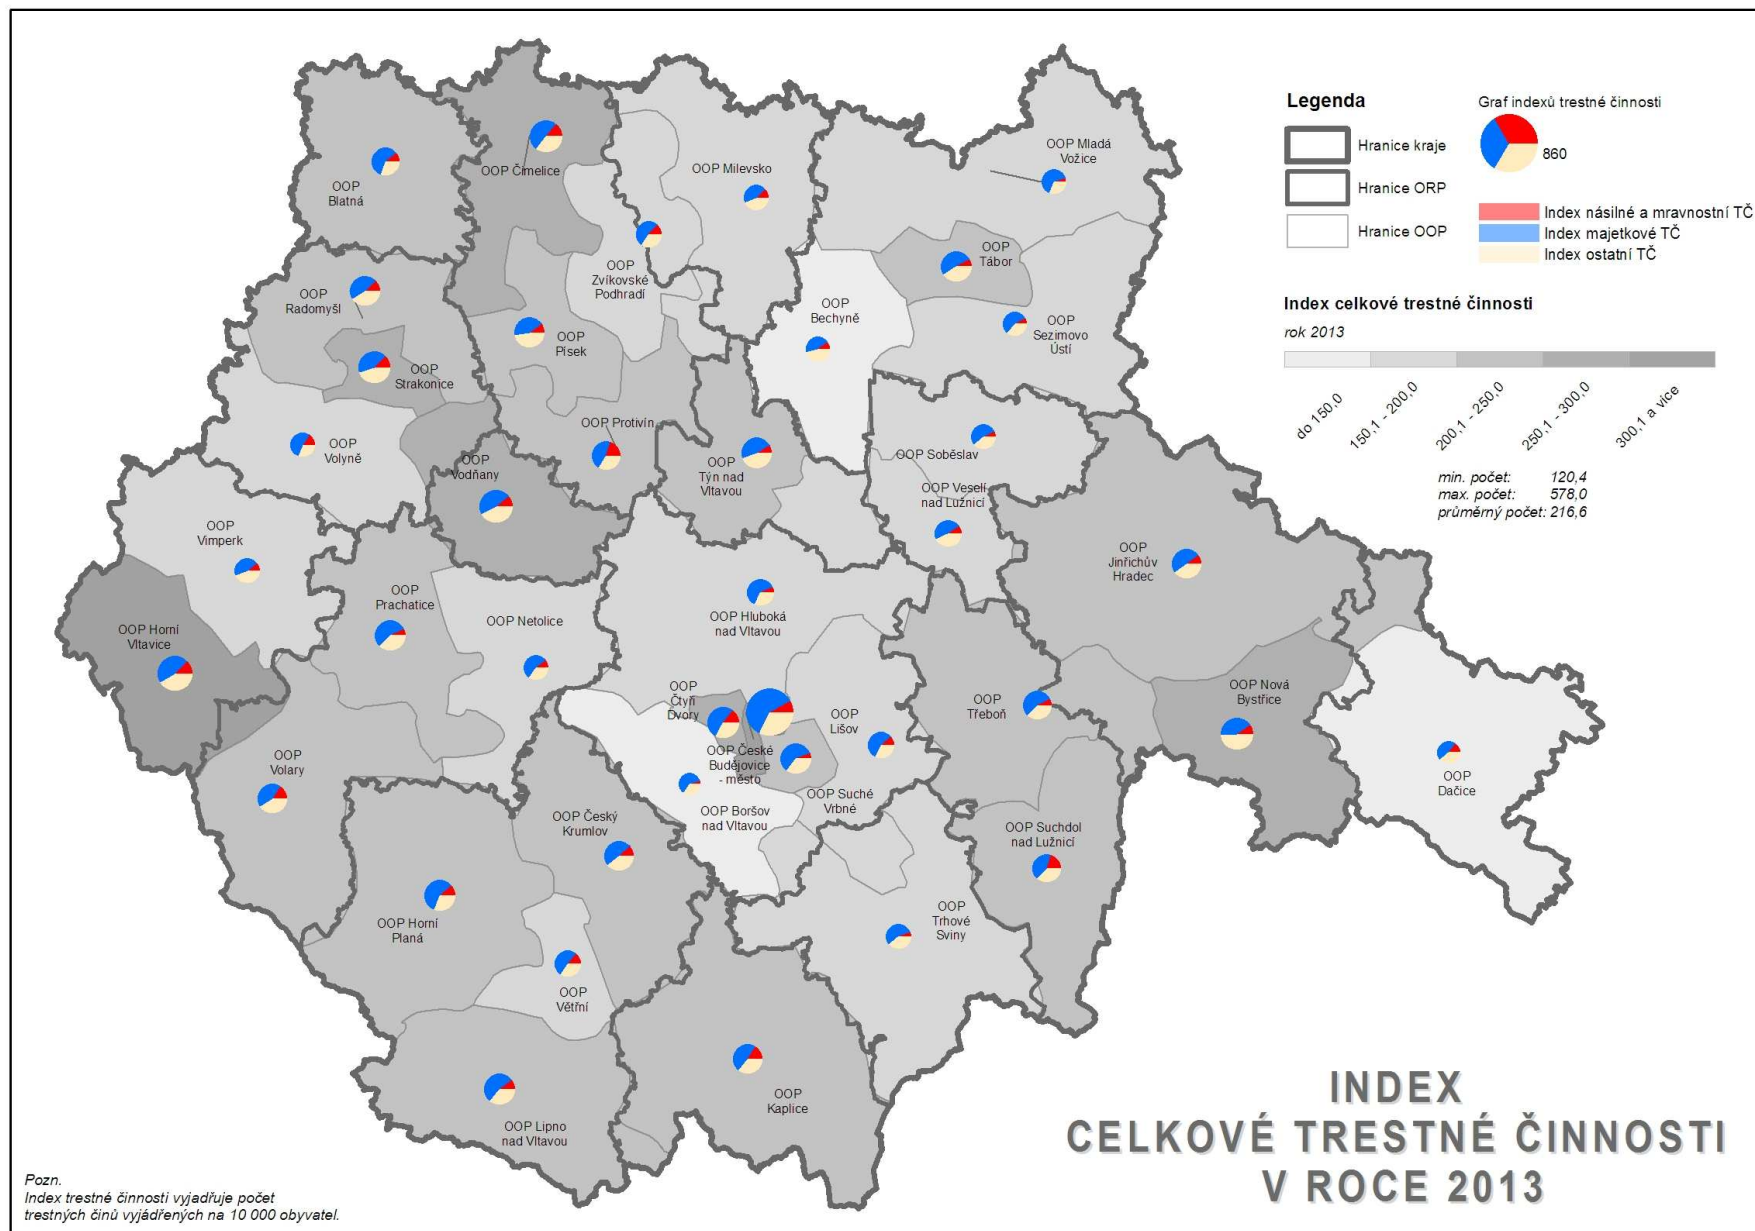 OOP Čimelice
OOP
Blatná
OOP Milevsko
OOP Mladá
Vožice
OOP
Tábor
OOP
Zvíkovské
Podhradí
OOP
Radomyšl
OOP
Bechyně
OOP
Sezimovo
Ústí
OOP
Písek
OOP
Strakonice
OOP Protivín
OOP
Volyně
OOP
Vodňany
OOP
Týn nad
Vltavou
OOP Soběslav
OOP Veselí
nad Lužnicí
OOP
Vimperk
OOP
Jinřichův
Hradec
OOP
Prachatice
OOP Netolice
OOP Hluboká
nad Vltavou
OOP Horní
Vltavice
OOP
Čtyři
Dvory
OOP
Lišov
OOP
Třeboň
OOP Nová
Bystřice
OOP České
Budějovice
- město
OOP
Volary
OOP
Dačice
OOP Suché
Vrbné
OOP Boršov
nad Vltavou
OOP Český
Krumlov
OOP Suchdol
nad Lužnicí
OOP Horní
Planá
OOP
Trhové
Sviny
OOP
Větřní
OOP
Kaplice
OOP Lipno
nad Vltavou
Legenda
Hranice kraje
Hranice ORP
Hranice OOP
Graf indexů trestné činnosti
860
Index násilné a mravnostní TČ
Index majetkové TČ
Index ostatní TČ
Index celkové trestné činnosti
rok 2013
do 150,0
150,1 - 200,0
200,1 - 250,0
250,1 - 300,0
300,1 a více
min. počet: 120,4
max. počet: 578,0
průměrný počet: 216,6
INDEX
CELKOVÉ TRESTNÉ ČINNOSTI
V ROCE 2013
Pozn.
Index trestné činnosti vyjadřuje počet
trestných činů vyjádřených na 10 000 obyvatel.